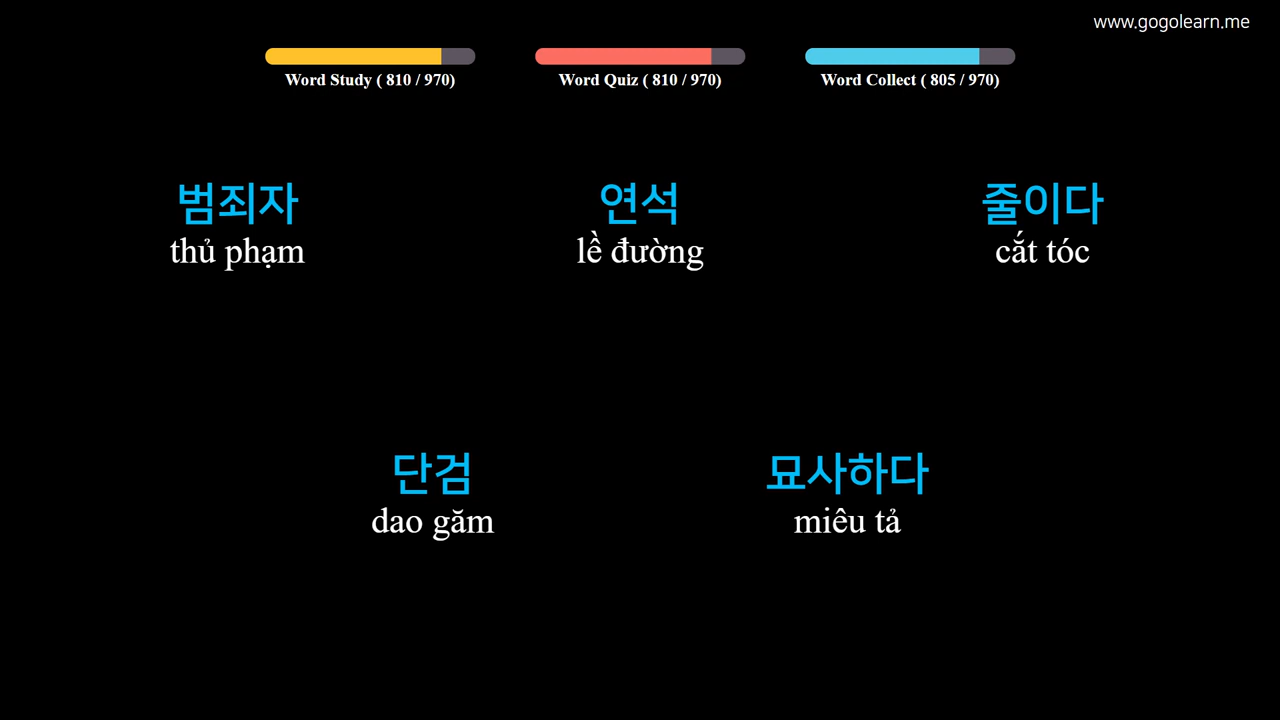 www.gogolearn.me
Word Study ( 810 / 970)
Word Quiz ( 810 / 970)
Word Collect ( 805 / 970)
범죄자
thủ phạm
연석
lề đường
줄이다
cắt tóc
단검
dao găm
묘사하다
miêu tả